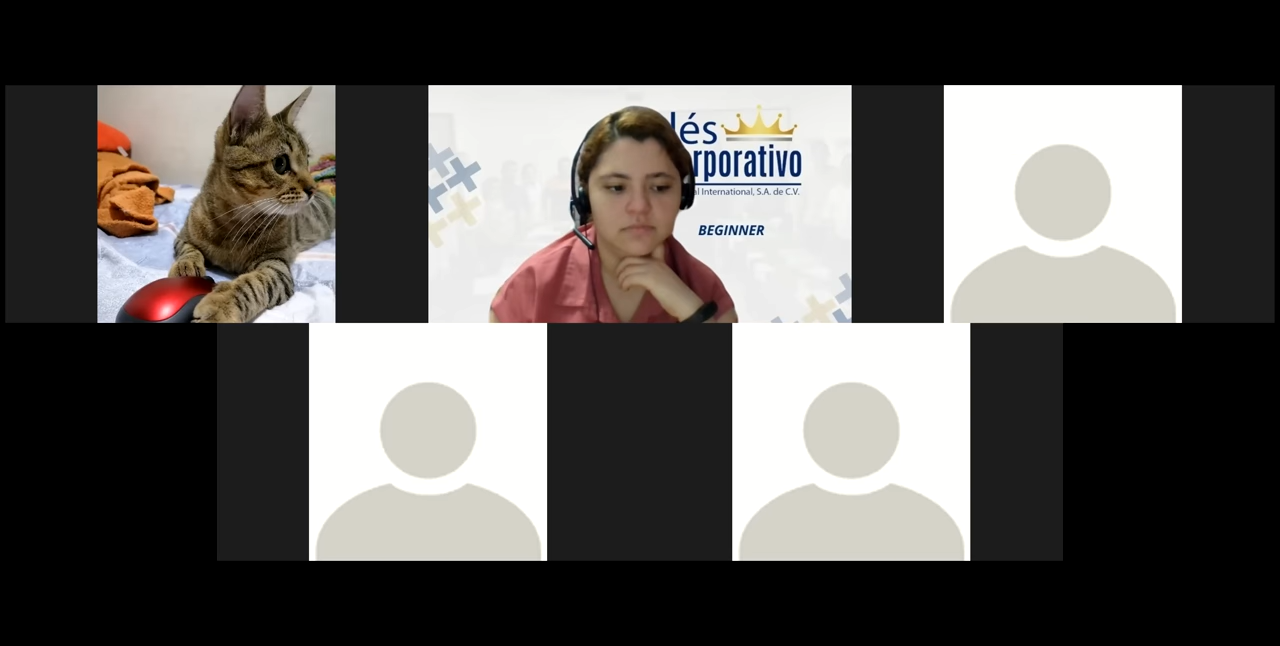 lés
rporativo
al International, S.A. de C.V.
BEGINNER